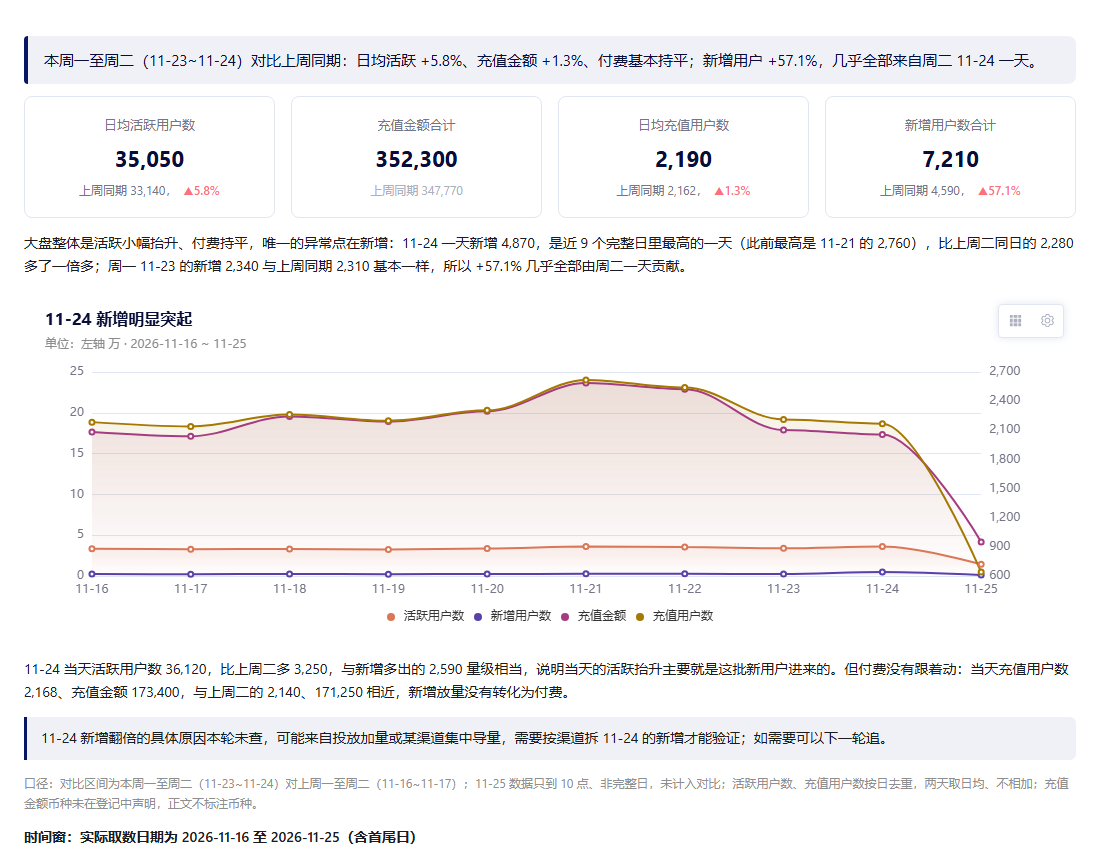 本周一至周二（11-23~11-24）对比上周同期：日均活跃 +5.8%、充值金额 +1.3%、付费基本持平；新增用户 +57.1%，几乎全部来自周二 11-24 一天。
日均活跃用户数
35,050
上周同期 33,140， ▲5.8%
充值金额合计
352,300
上周同期 347,770
日均充值用户数
2,190
上周同期 2,162， ▲1.3%
新增用户数合计
7,210
上周同期 4,590， ▲57.1%
大盘整体是活跃小幅抬升、付费持平，唯一的异常点在新增：11-24 一天新增 4,870，是近 9 个完整日里最高的一天（此前最高是 11-21 的 2,760），比上周二同日的 2,280
多了一倍多；周一 11-23 的新增 2,340 与上周同期 2,310 基本一样，所以 +57.1% 几乎全部由周二一天贡献。
11-24 新增明显突起
单位：左轴 万 · 2026-11-16 ~ 11-25
25
20
15
10
5
0
2,700
2,400
2,100
1,800
1,500
1,200
900
600
11-16 11-17 11-18 11-19 11-20 11-21 11-22 11-23 11-24 11-25
活跃用户数 新增用户数 充值金额 充值用户数
11-24 当天活跃用户数 36,120，比上周二多 3,250，与新增多出的 2,590 量级相当，说明当天的活跃抬升主要就是这批新用户进来的。但付费没有跟着动：当天充值用户数
2,168、充值金额 173,400，与上周二的 2,140、171,250 相近，新增放量没有转化为付费。
11-24 新增翻倍的具体原因本轮未查，可能来自投放加量或某渠道集中导量，需要按渠道拆 11-24 的新增才能验证；如需要可以下一轮追。
口径：对比区间为本周一至周二（11-23~11-24）对上周一至周二（11-16~11-17）；11-25 数据只到 10 点、非完整日，未计入对比；活跃用户数、充值用户数按日去重，两天取日均、不相加；充值
金额币种未在登记中声明，正文不标注币种。
时间窗：实际取数日期为 2026-11-16 至 2026-11-25（含首尾日）